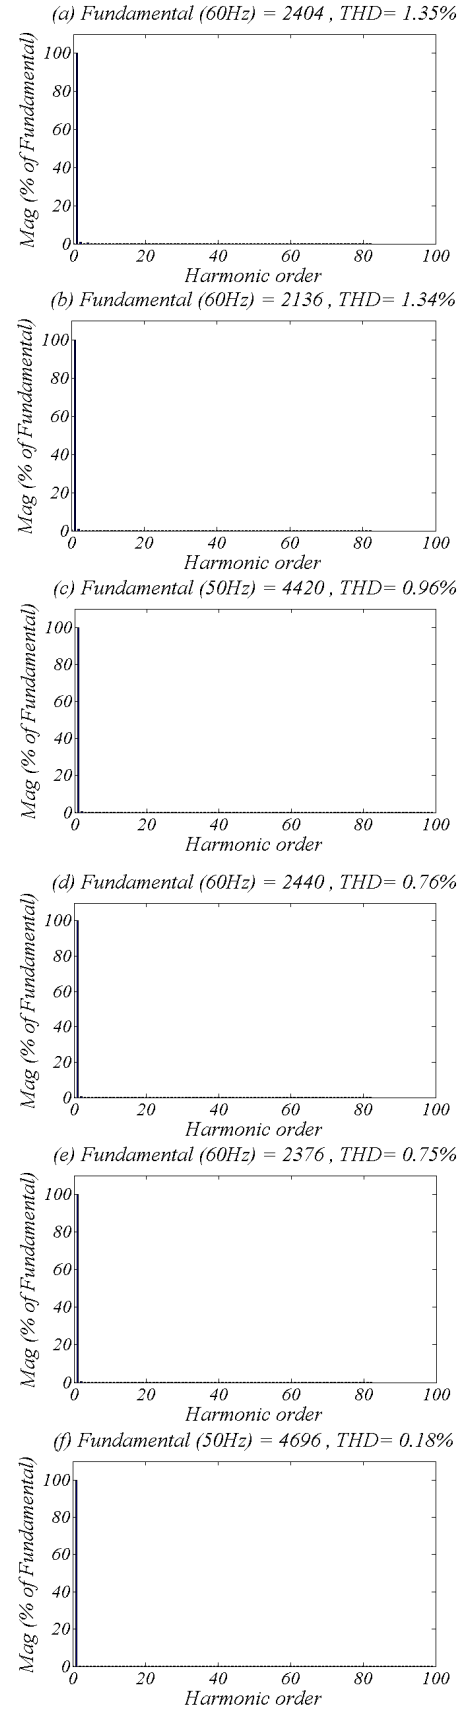 (a) Fundamental (60Hz) = 2404 , THD= 1.35%
100
80
60
40
20
0
Mag (% of Fundamental)
0 20 40 60 80 100
Harmonic order
(b) Fundamental (60Hz) = 2136 , THD= 1.34%
100
80
60
40
20
0
Mag (% of Fundamental)
0 20 40 60 80 100
Harmonic order
(c) Fundamental (50Hz) = 4420 , THD= 0.96%
100
80
60
40
20
0
Mag (% of Fundamental)
0 20 40 60 80 100
Harmonic order
(d) Fundamental (60Hz) = 2440 , THD= 0.76%
100
80
60
40
20
0
Mag (% of Fundamental)
0 20 40 60 80 100
Harmonic order
(e) Fundamental (60Hz) = 2376 , THD= 0.75%
100
80
60
40
20
0
Mag (% of Fundamental)
0 20 40 60 80 100
Harmonic order
(f) Fundamental (50Hz) = 4696 , THD= 0.18%
100
80
60
40
20
0
Mag (% of Fundamental)
0 20 40 60 80 100
Harmonic order